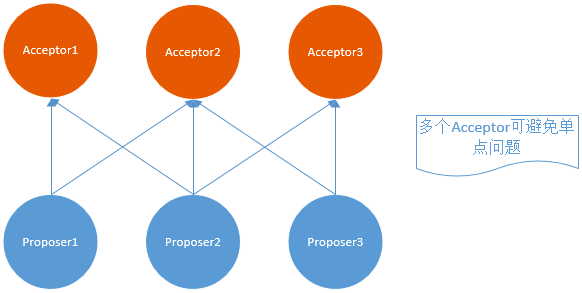 Acceptor1
Acceptor2
Acceptor3
多个Acceptor可避免单
点问题
Proposer1
Proposer2
Proposer3